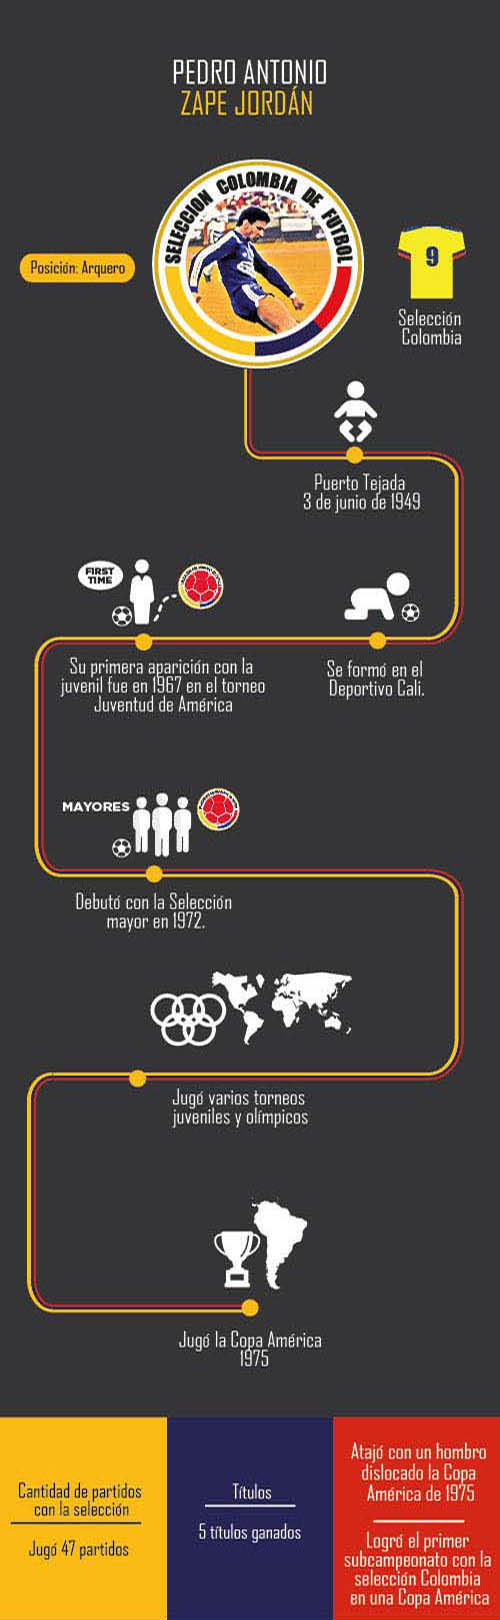 PEDRO ANTONIO
ZAPE JORDÁN
SELECCION COLOMBIA DE FUTBOL
Posición: Arquero
9
Selección
Colombia
Puerto Tejada
3 de junio de 1949
FIRST
TIME
Su primera aparición con la
juvenil fue en 1967 en el torneo
Juventud de América
Se formó en el
Deportivo Cali.
MAYORES
Debutó con la Selección
mayor en 1972.
Jugó varios torneos
juveniles y olímpicos
Jugó la Copa América
1975
Cantidad de partidos
con la selección
Jugó 47 partidos
Títulos
5 títulos ganados
Atajó con un hombro
dislocado la Copa
América de 1975
Logró el primer
subcampeonato con la
selección Colombia
en una Copa América